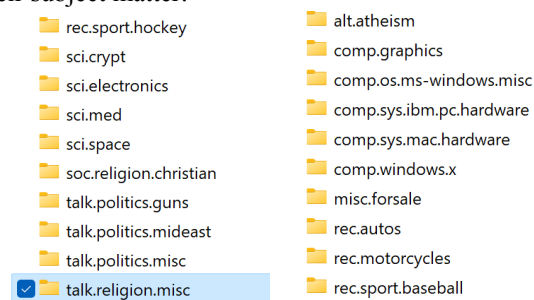 rec.sport.hockey
sci.crypt
sci.electronics
sci.med
sci.space
soc.religion.christian
talk.politics.guns
talk.politics.mideast
talk.politics.misc
talk.religion.misc
alt.atheism
comp.graphics
comp.os.ms-windows.misc
comp.sys.ibm.pc.hardware
comp.sys.mac.hardware
comp.windows.x
misc.forsale
rec.autos
rec.motorcycles
rec.sport.baseball